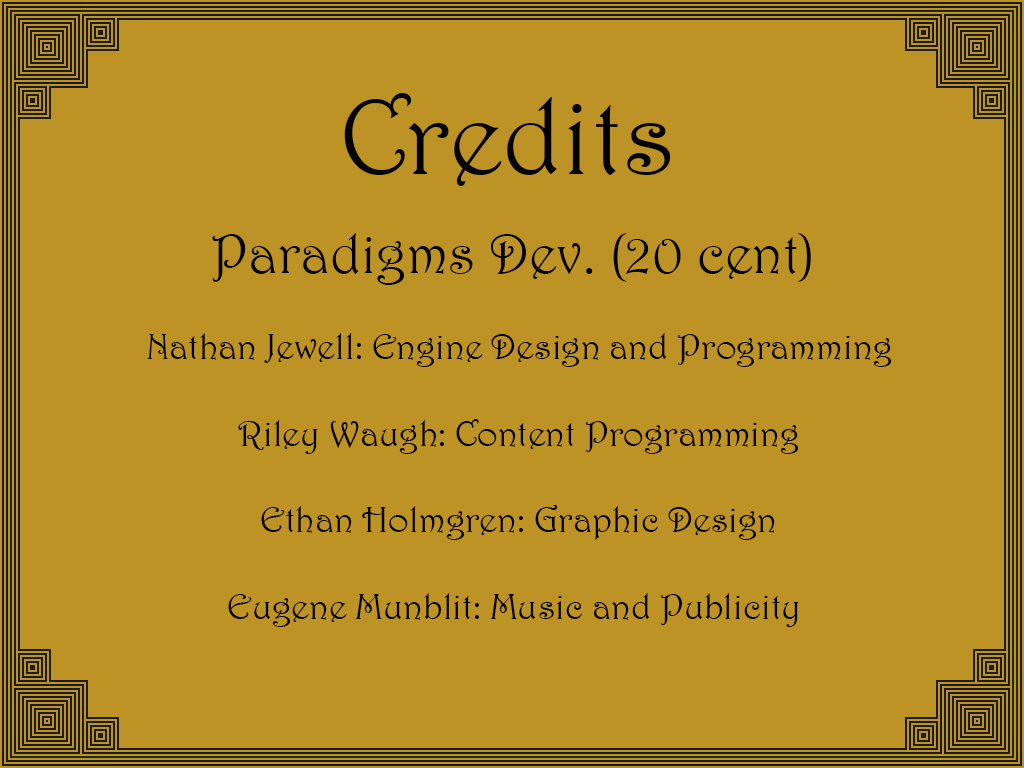 Credits
Paradigms Dev. (20 cent)
Nathan Jewell: Engine Design and Programming
Riley Waugh: Content Programming
Ethan Holmgren: Graphic Design
Eugene Munblit: Music and Publicity